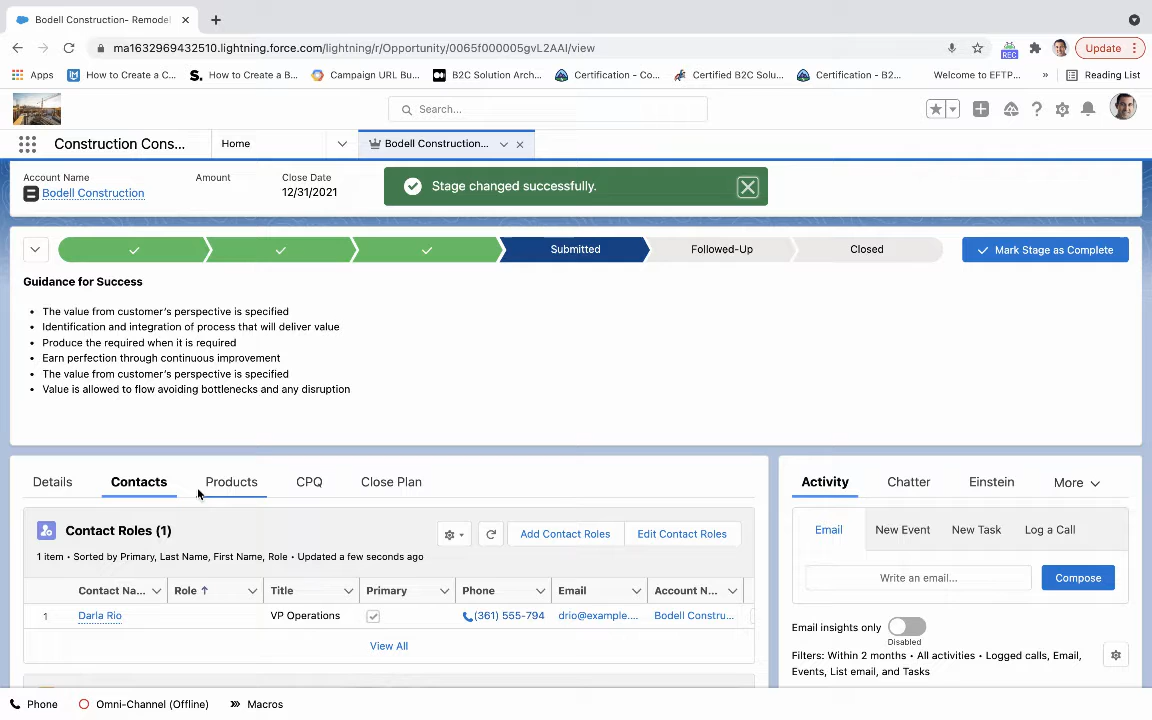 Bodell Construction- Remodel
ma1632969432510.lightning.force.com/lightning/r/Opportunity/0065f000005gvL2AAI/view
REC
Update
Apps
How to Create a C...
How to Create a B...
Campaign URL Bu...
B2C Solution Arch...
Certification - Co...
Certified B2C Solu...
Certification - B2...
Welcome to EFTP...
»
Reading List
Search...
Construction Cons...
Home
Bodell Construction...
Account Name
Bodell Construction
Amount
Close Date
12/31/2021
Stage changed successfully.
Submitted
Followed-Up
Closed
Mark Stage as Complete
Guidance for Success
• The value from customer's perspective is specified
• Identification and integration of process that will deliver value
• Produce the required when it is required
• Earn perfection through continuous improvement
• The value from customer's perspective is specified
• Value is allowed to flow avoiding bottlenecks and any disruption
Details
Contacts
Products
CPQ
Close Plan
Contact Roles (1)
Add Contact Roles
Edit Contact Roles
1 item • Sorted by Primary, Last Name, First Name, Role • Updated a few seconds ago
Contact Na...
Role
Title
Primary
Phone
Email
Account N...
1
Darla Rio
VP Operations
(361) 555-794
drio@example....
Bodell Constru...
View All
Activity
Chatter
Einstein
More
Email
New Event
New Task
Log a Call
Write an email...
Compose
Email insights only
Disabled
Filters: Within 2 months • All activities • Logged calls, Email,
Events, List email, and Tasks
Phone
Omni-Channel (Offline)
Macros